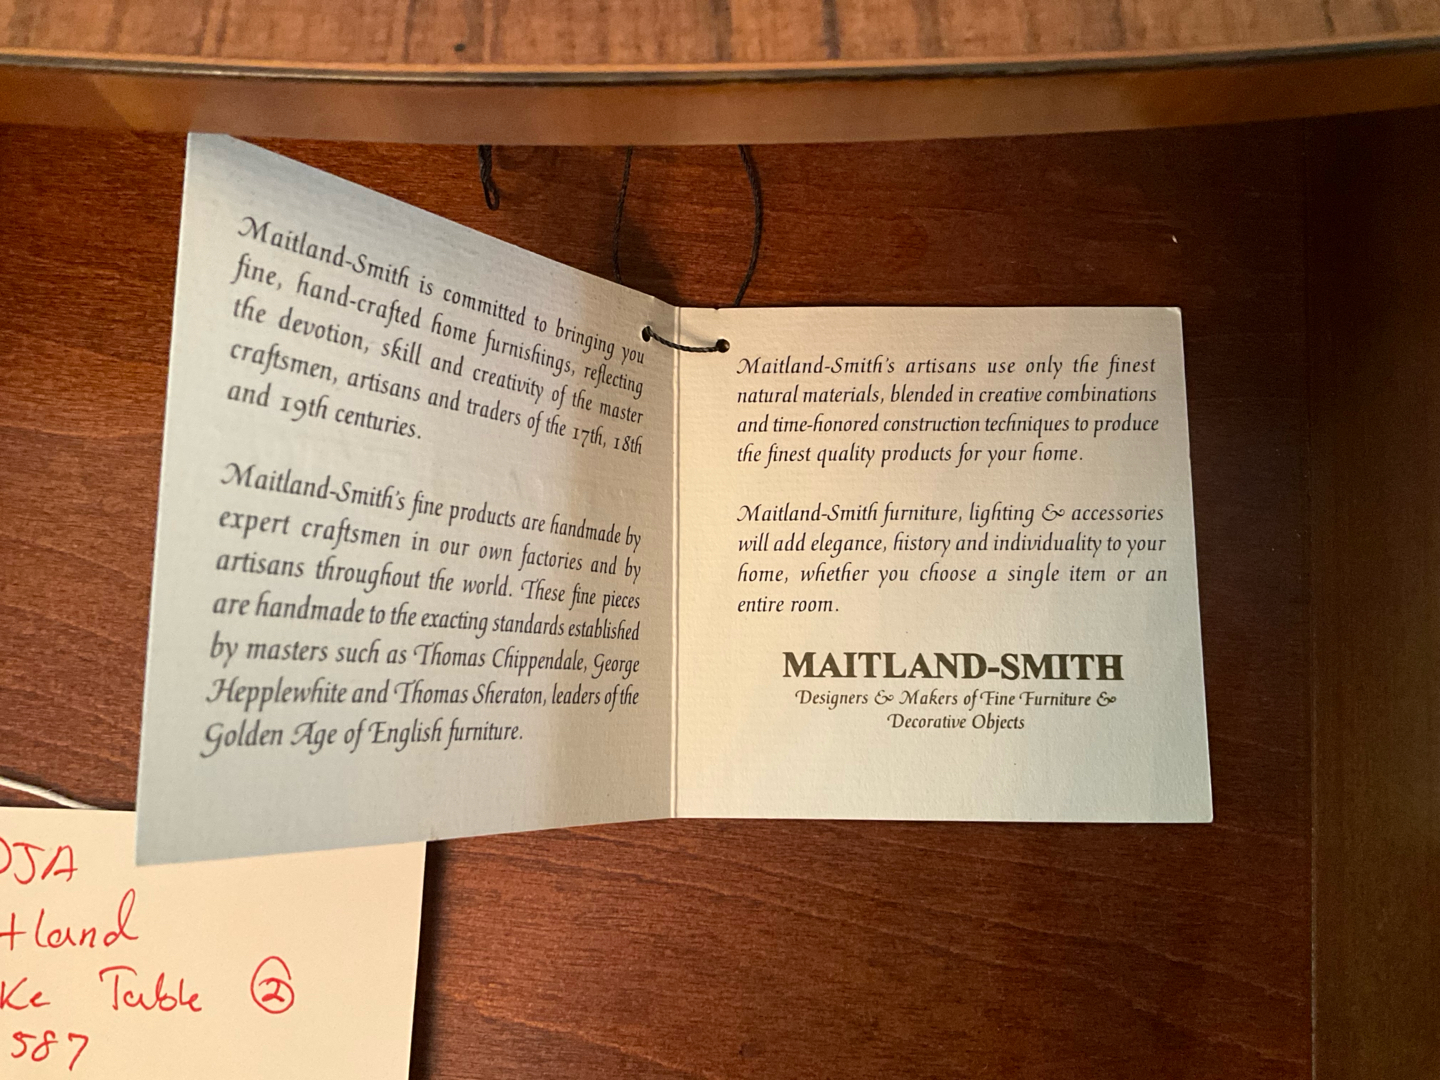 Maitland-Smith is committed to bringing you
fine, hand-crafted home furnishings, reflecting
the devotion, skill and creativity of the master
craftsmen, artisans and traders of the 17th, 18th
and 19th centuries.
Maitland-Smith's fine products are handmade by
expert craftsmen in our own factories and by
artisans throughout the world. These fine pieces
are handmade to the exacting standards established
by masters such as Thomas Chippendale, George
Hepplewhite and Thomas Sheraton, leaders of the
Golden Age of English furniture.
Maitland-Smith's artisans use only the finest
natural materials, blended in creative combinations
and time-honored construction techniques to produce
the finest quality products for your home.
Maitland-Smith furniture, lighting & accessories
will add elegance, history and individuality to your
home, whether you choose a single item or an
entire room.
MAITLAND-SMITH
Designers & Makers of Fine Furniture &
Decorative Objects
tland
Table 2
587